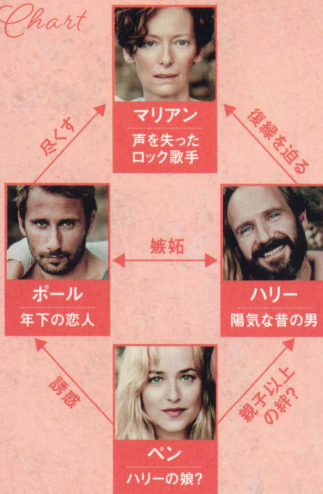 Chart
マリアン
声を失った
ロック歌手
尽くす
復縁を迫る
嫉妬
ポール
年下の恋人
ハリー
陽気な昔の男
誘惑
親子以上
の絆?
ペン
ハリーの娘?